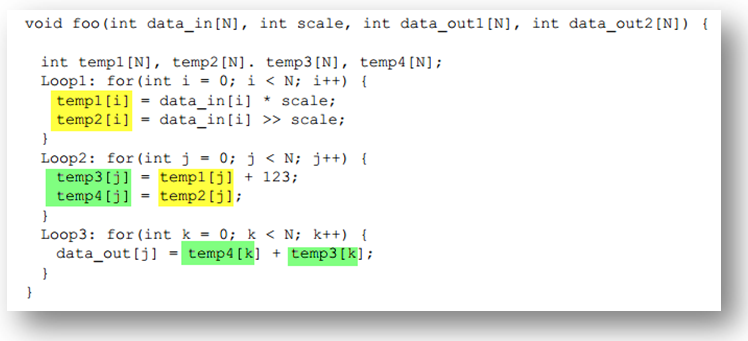 void foo(int data_in[N], int scale, int data_out1[N], int data_out2[N]) {
int temp1[N], temp2[N]. temp3[N], temp4[N];
Loop1: for(int i = 0; i < N; i++) {
temp1[i] = data_in[i] * scale;
temp2[i] = data_in[i] >> scale;
}
Loop2: for(int j = 0; j < N; j++) {
temp3[j] = temp1[j] + 123;
temp4[j] = temp2[j];
}
Loop3: for(int k = 0; k < N; k++) {
data_out[j] = temp4[k] + temp3[k];
}
}